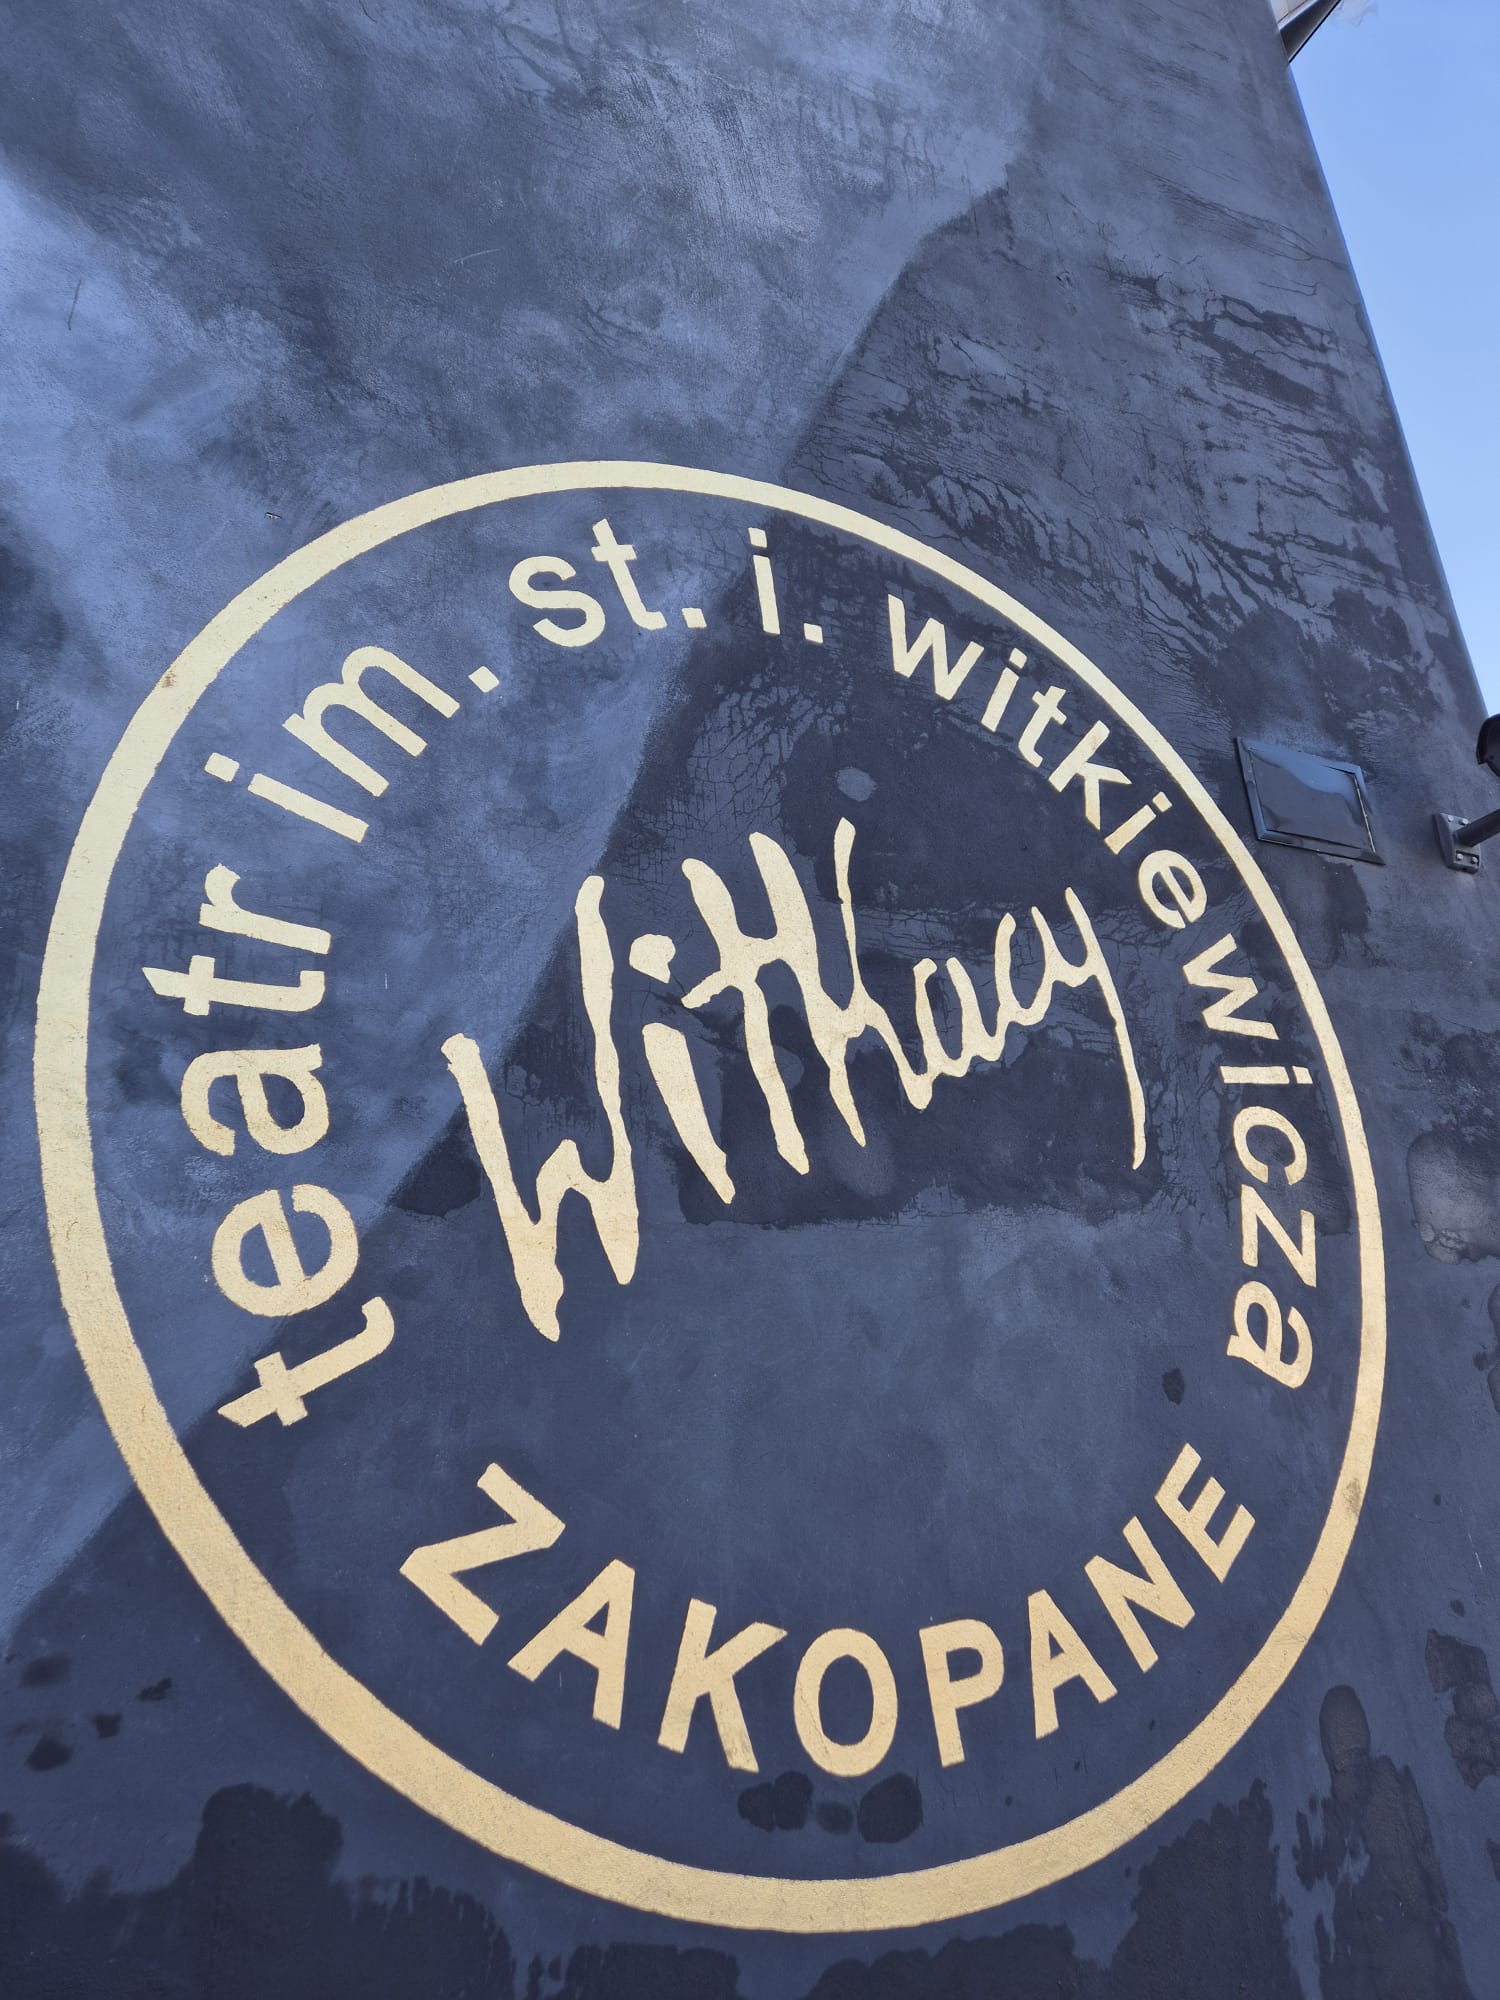 teatr im. st. i. witkiewicza
Witkacy
ZAKOPANE